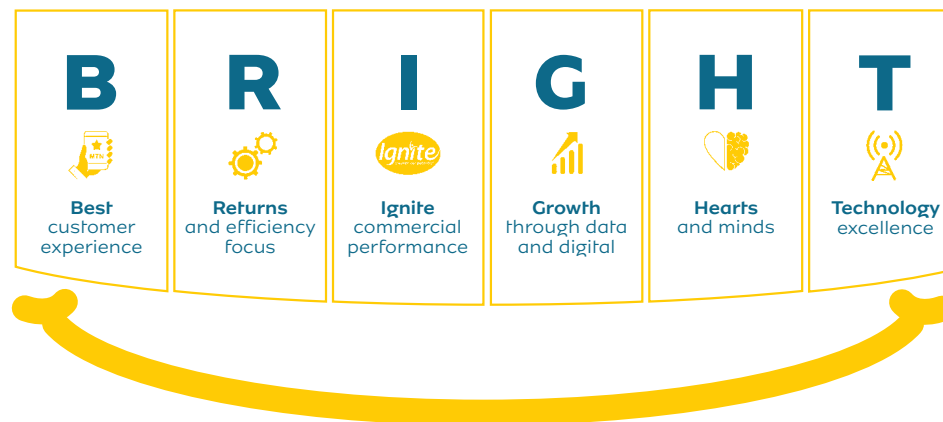 B
MTN
Best
customer
experience
R
Returns
and efficiency
focus
I
Ignite
Ignite
commercial
performance
G
Growth
through data
and digital
H
Hearts
and minds
T
Technology
excellence